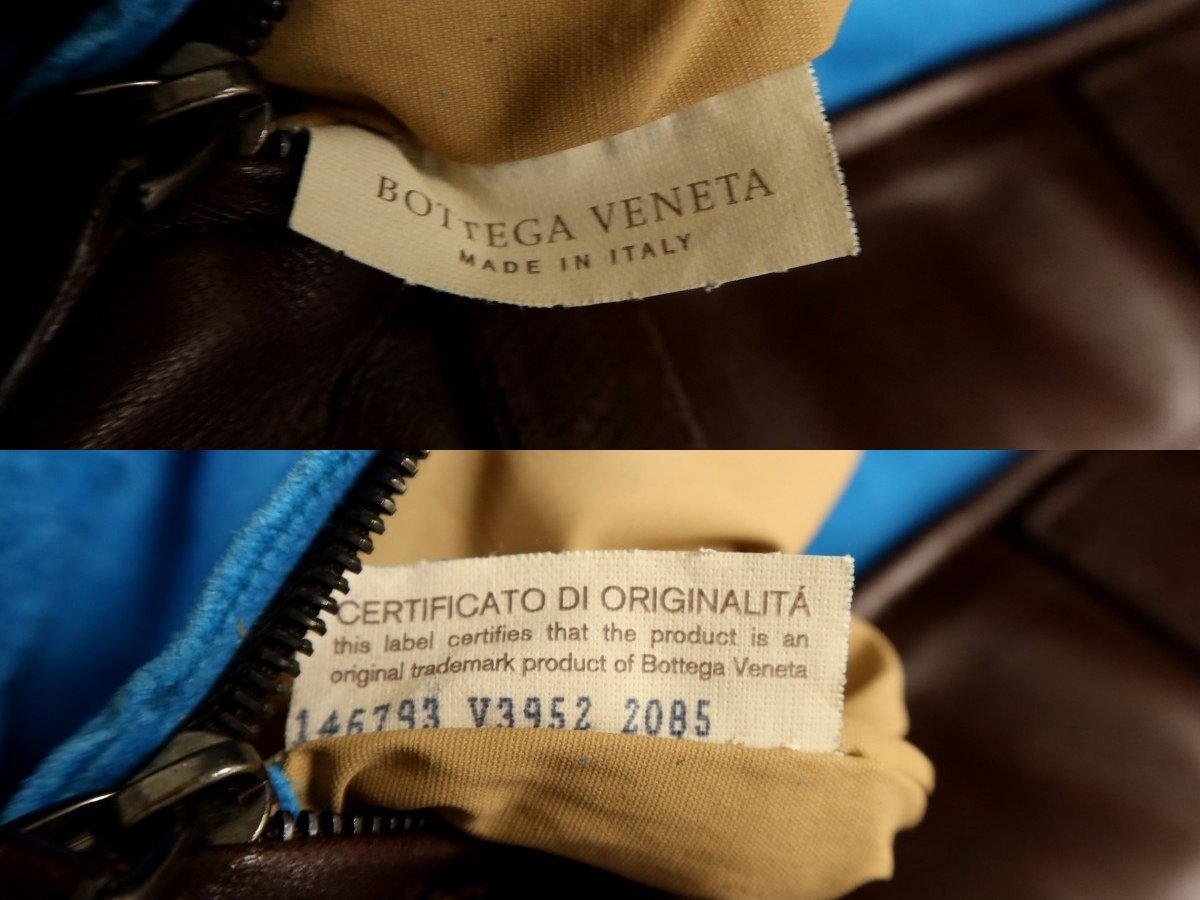 BOTTEGA VENETA
MADE IN ITALY
CERTIFICATO DI ORIGINALITÁ
this label certifies that the product is an
original trademark product of Bottega Veneta
146793 V3952 2085